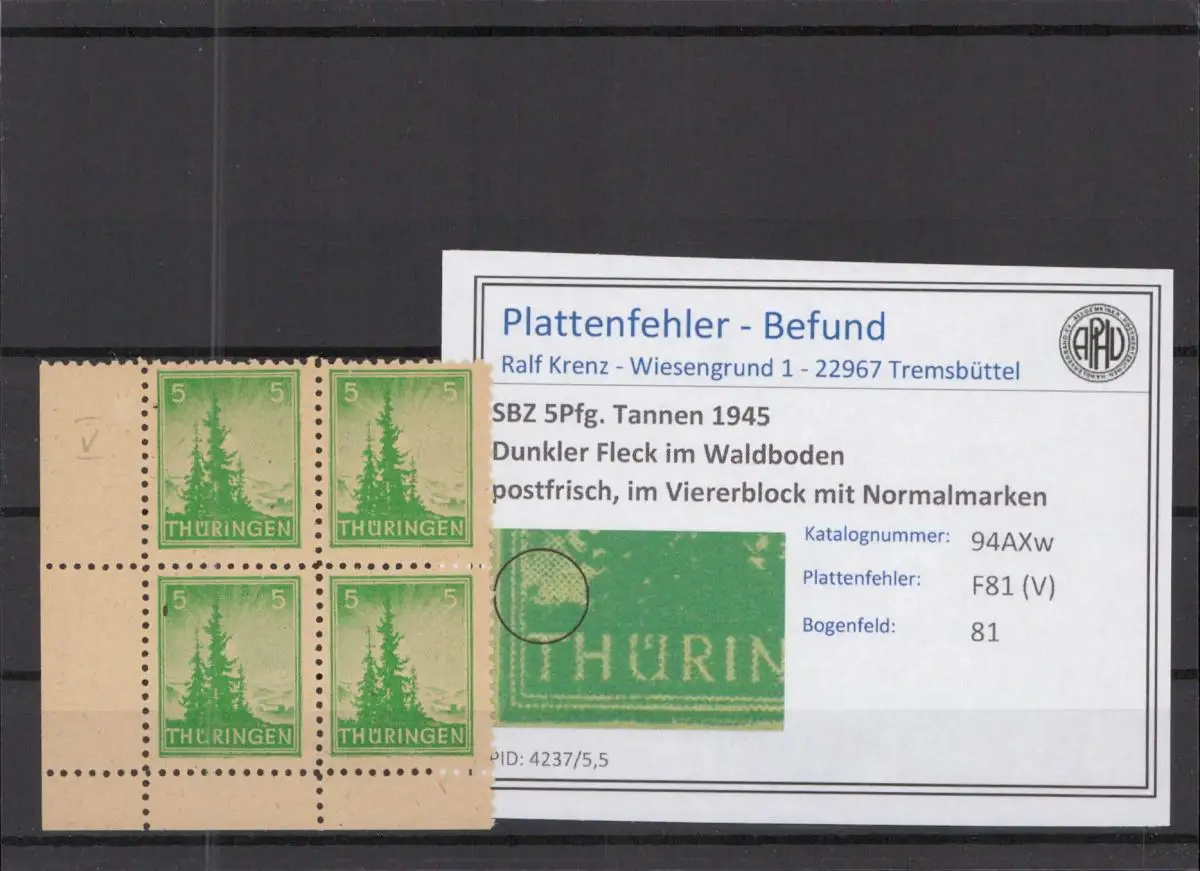 5 5
THÜRINGEN
5 5
THÜRINGEN
5 5
THÜRINGEN
5 5
THÜRINGEN
V
Plattenfehler - Befund
Ralf Krenz - Wiesengrund 1 - 22967 Tremsbüttel
APHV
SBZ 5Pfg. Tannen 1945
Dunkler Fleck im Waldboden
postfrisch, im Viererblock mit Normalmarken
THÜRIN
Katalognummer: 94AXw
Plattenfehler: F81 (V)
Bogenfeld: 81
PID: 4237/5,5